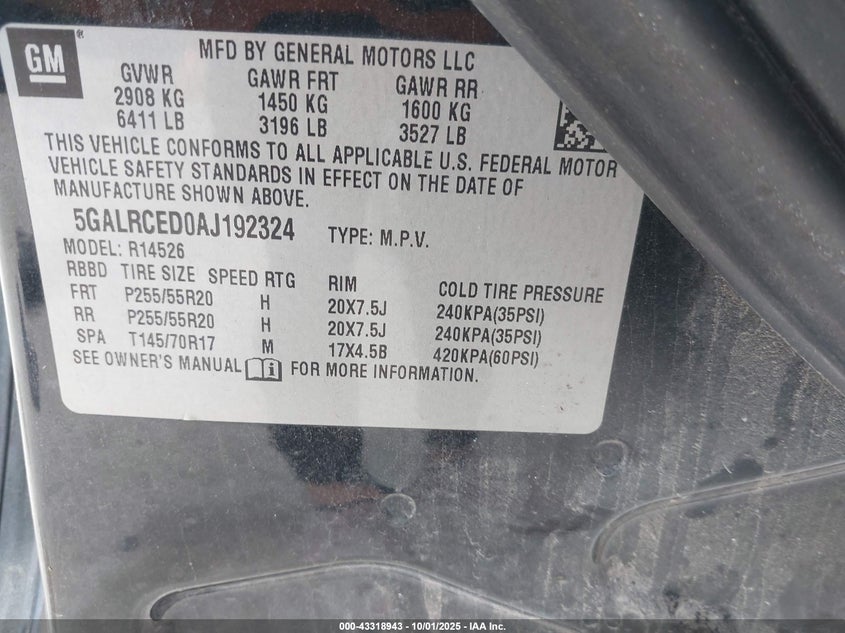 GM
MFD BY GENERAL MOTORS LLC
GVWR GAWR FRT GAWR RR
2908 KG 1450 KG 1600 KG
6411 LB 3196 LB 3527 LB
THIS VEHICLE CONFORMS TO ALL APPLICABLE U.S. FEDERAL MOTOR
VEHICLE SAFETY STANDARDS IN EFFECT ON THE DATE OF
MANUFACTURE SHOWN ABOVE.
5GALRCED0AJ192324 TYPE: M.P.V.
MODEL: R14526
RBBD TIRE SIZE SPEED RTG RIM COLD TIRE PRESSURE
FRT P255/55R20 H 20X7.5J 240KPA(35PSI)
RR P255/55R20 H 20X7.5J 240KPA(35PSI)
SPA T145/70R17 M 17X4.5B 420KPA(60PSI)
SEE OWNER'S MANUAL FOR MORE INFORMATION.
000-43318943 - 10/01/2025 - IAA Inc.